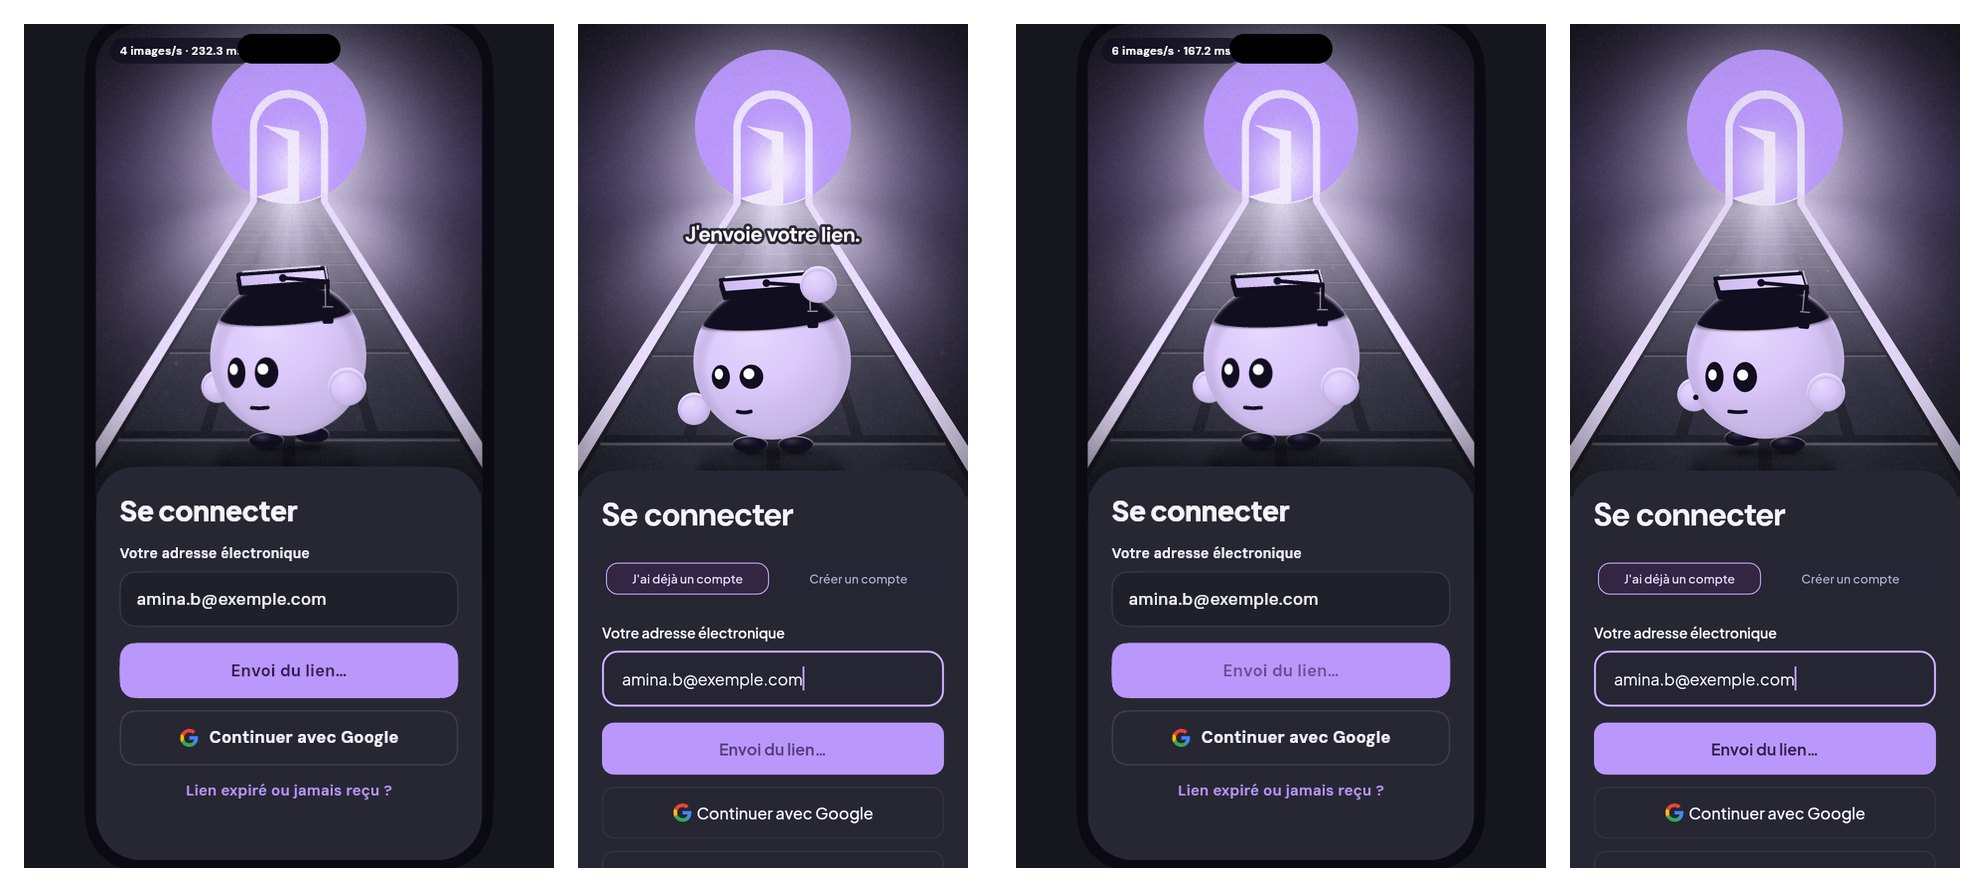 4 images/s · 232.3 m
Se connecter
Votre adresse électronique
amina.b@exemple.com
Envoi du lien...
Continuer avec Google
Lien expiré ou jamais reçu ?
J'envoie votre lien.
Se connecter
J'ai déjà un compte
Créer un compte
Votre adresse électronique
amina.b@exemple.com
Envoi du lien...
Continuer avec Google
6 images/s · 167.2 ms
Se connecter
Votre adresse électronique
amina.b@exemple.com
Envoi du lien...
Continuer avec Google
Lien expiré ou jamais reçu ?
Se connecter
J'ai déjà un compte
Créer un compte
Votre adresse électronique
amina.b@exemple.com
Envoi du lien...
Continuer avec Google